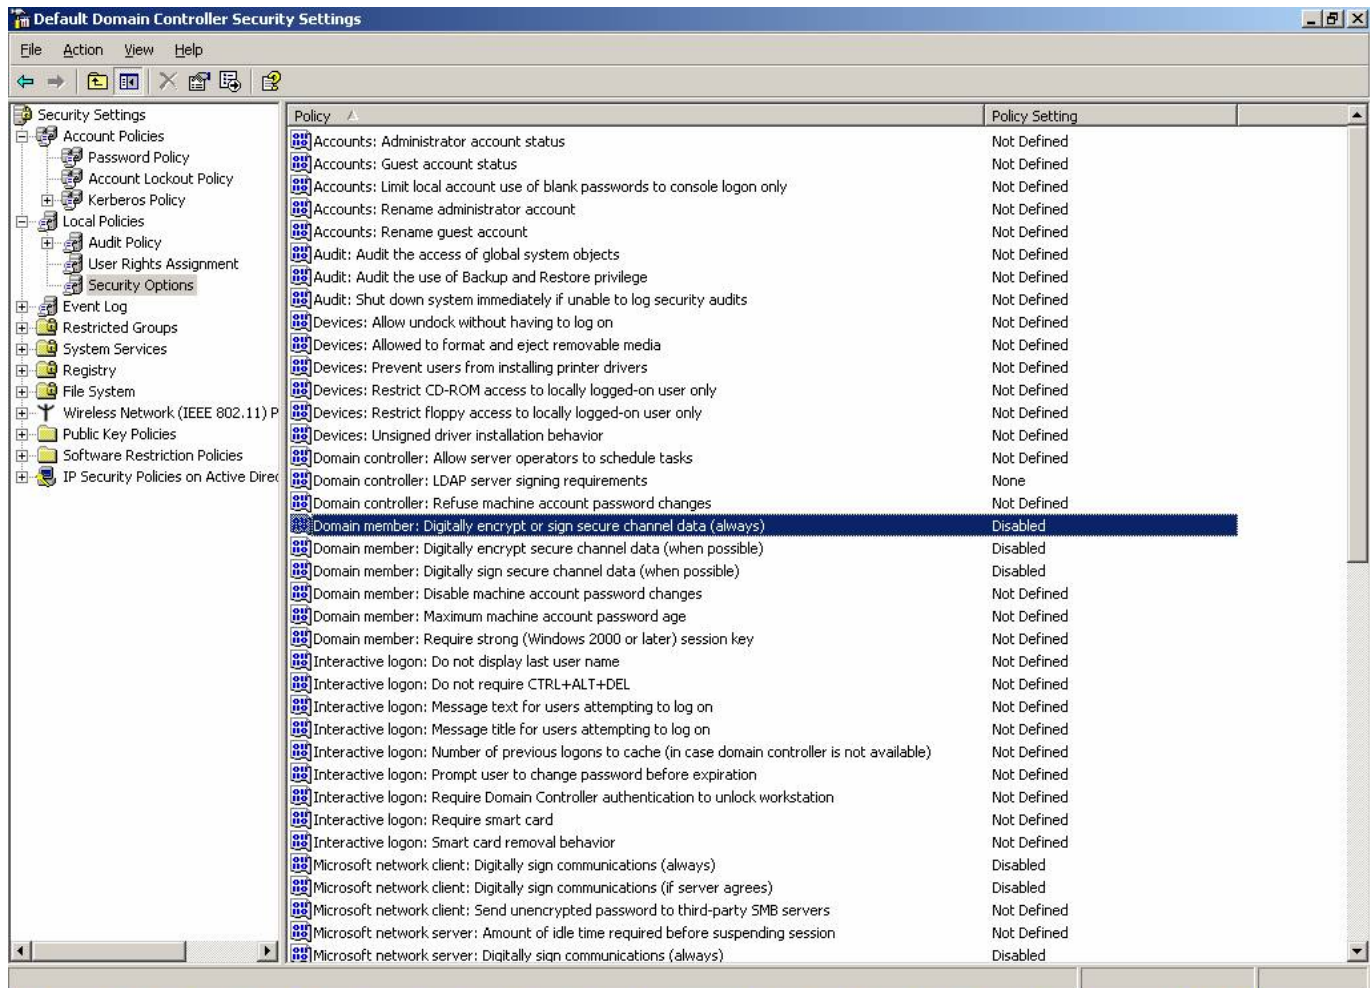 Default Domain Controller Security Settings
File Action View Help
Security Settings
Account Policies
Password Policy
Account Lockout Policy
Kerberos Policy
Local Policies
Audit Policy
User Rights Assignment
Security Options
Event Log
Restricted Groups
System Services
Registry
File System
Wireless Network (IEEE 802.11) P
Public Key Policies
Software Restriction Policies
IP Security Policies on Active Direc
Policy Policy Setting
Accounts: Administrator account status Not Defined
Accounts: Guest account status Not Defined
Accounts: Limit local account use of blank passwords to console logon only Not Defined
Accounts: Rename administrator account Not Defined
Accounts: Rename guest account Not Defined
Audit: Audit the access of global system objects Not Defined
Audit: Audit the use of Backup and Restore privilege Not Defined
Audit: Shut down system immediately if unable to log security audits Not Defined
Devices: Allow undock without having to log on Not Defined
Devices: Allowed to format and eject removable media Not Defined
Devices: Prevent users from installing printer drivers Not Defined
Devices: Restrict CD-ROM access to locally logged-on user only Not Defined
Devices: Restrict floppy access to locally logged-on user only Not Defined
Devices: Unsigned driver installation behavior Not Defined
Domain controller: Allow server operators to schedule tasks Not Defined
Domain controller: LDAP server signing requirements None
Domain controller: Refuse machine account password changes Not Defined
Domain member: Digitally encrypt or sign secure channel data (always) Disabled
Domain member: Digitally encrypt secure channel data (when possible) Disabled
Domain member: Digitally sign secure channel data (when possible) Disabled
Domain member: Disable machine account password changes Not Defined
Domain member: Maximum machine account password age Not Defined
Domain member: Require strong (Windows 2000 or later) session key Not Defined
Interactive logon: Do not display last user name Not Defined
Interactive logon: Do not require CTRL+ALT+DEL Not Defined
Interactive logon: Message text for users attempting to log on Not Defined
Interactive logon: Message title for users attempting to log on Not Defined
Interactive logon: Number of previous logons to cache (in case domain controller is not available) Not Defined
Interactive logon: Prompt user to change password before expiration Not Defined
Interactive logon: Require Domain Controller authentication to unlock workstation Not Defined
Interactive logon: Require smart card Not Defined
Interactive logon: Smart card removal behavior Not Defined
Microsoft network client: Digitally sign communications (always) Disabled
Microsoft network client: Digitally sign communications (if server agrees) Disabled
Microsoft network client: Send unencrypted password to third-party SMB servers Not Defined
Microsoft network server: Amount of idle time required before suspending session Not Defined
Microsoft network server: Digitally sign communications (always) Disabled